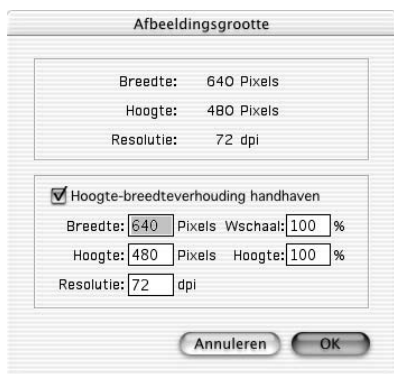 Afbeeldingsgrootte
Breedte: 640 Pixels
Hoogte: 480 Pixels
Resolutie: 72 dpi
Hoogte-breedteverhouding handhaven
Breedte: 640 Pixels Wschaal: 100 %
Hoogte: 480 Pixels Hoogte: 100 %
Resolutie: 72 dpi
Annuleren OK